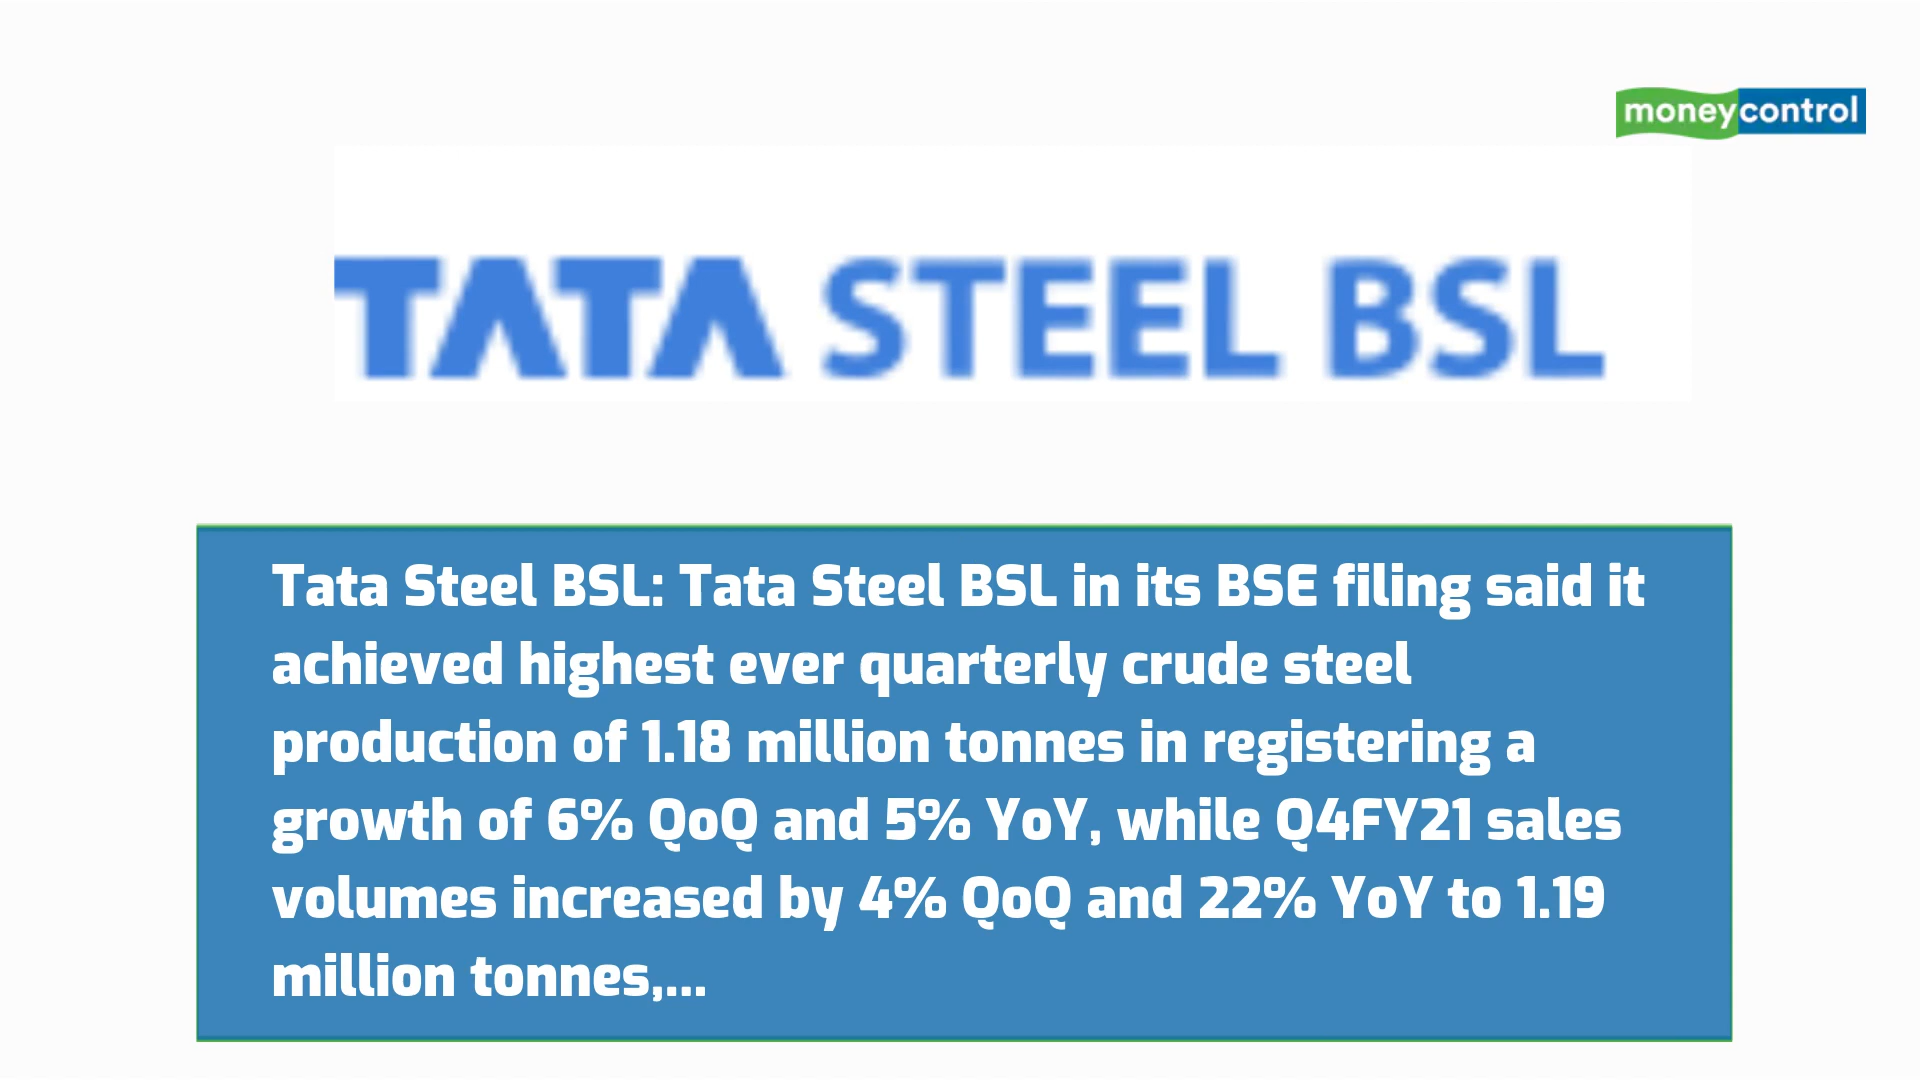 moneycontrol
TATA STEEL BSL
Tata Steel BSL: Tata Steel BSL in its BSE filing said it
achieved highest ever quarterly crude steel
production of 1.18 million tonnes in registering a
growth of 6% QoQ and 5% YoY, while Q4FY21 sales
volumes increased by 4% QoQ and 22% YoY to 1.19
million tonnes,...